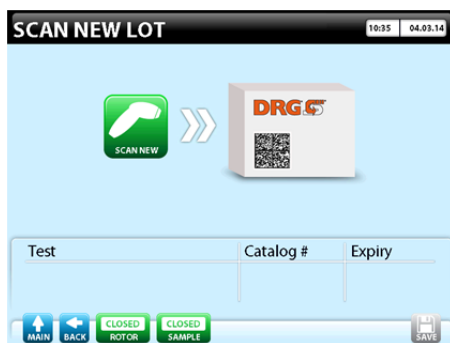 SCAN NEW LOT
10:35 04.03.14
SCAN NEW
DRG
Test Catalog # Expiry
MAIN BACK CLOSED ROTOR CLOSED SAMPLE SAVE